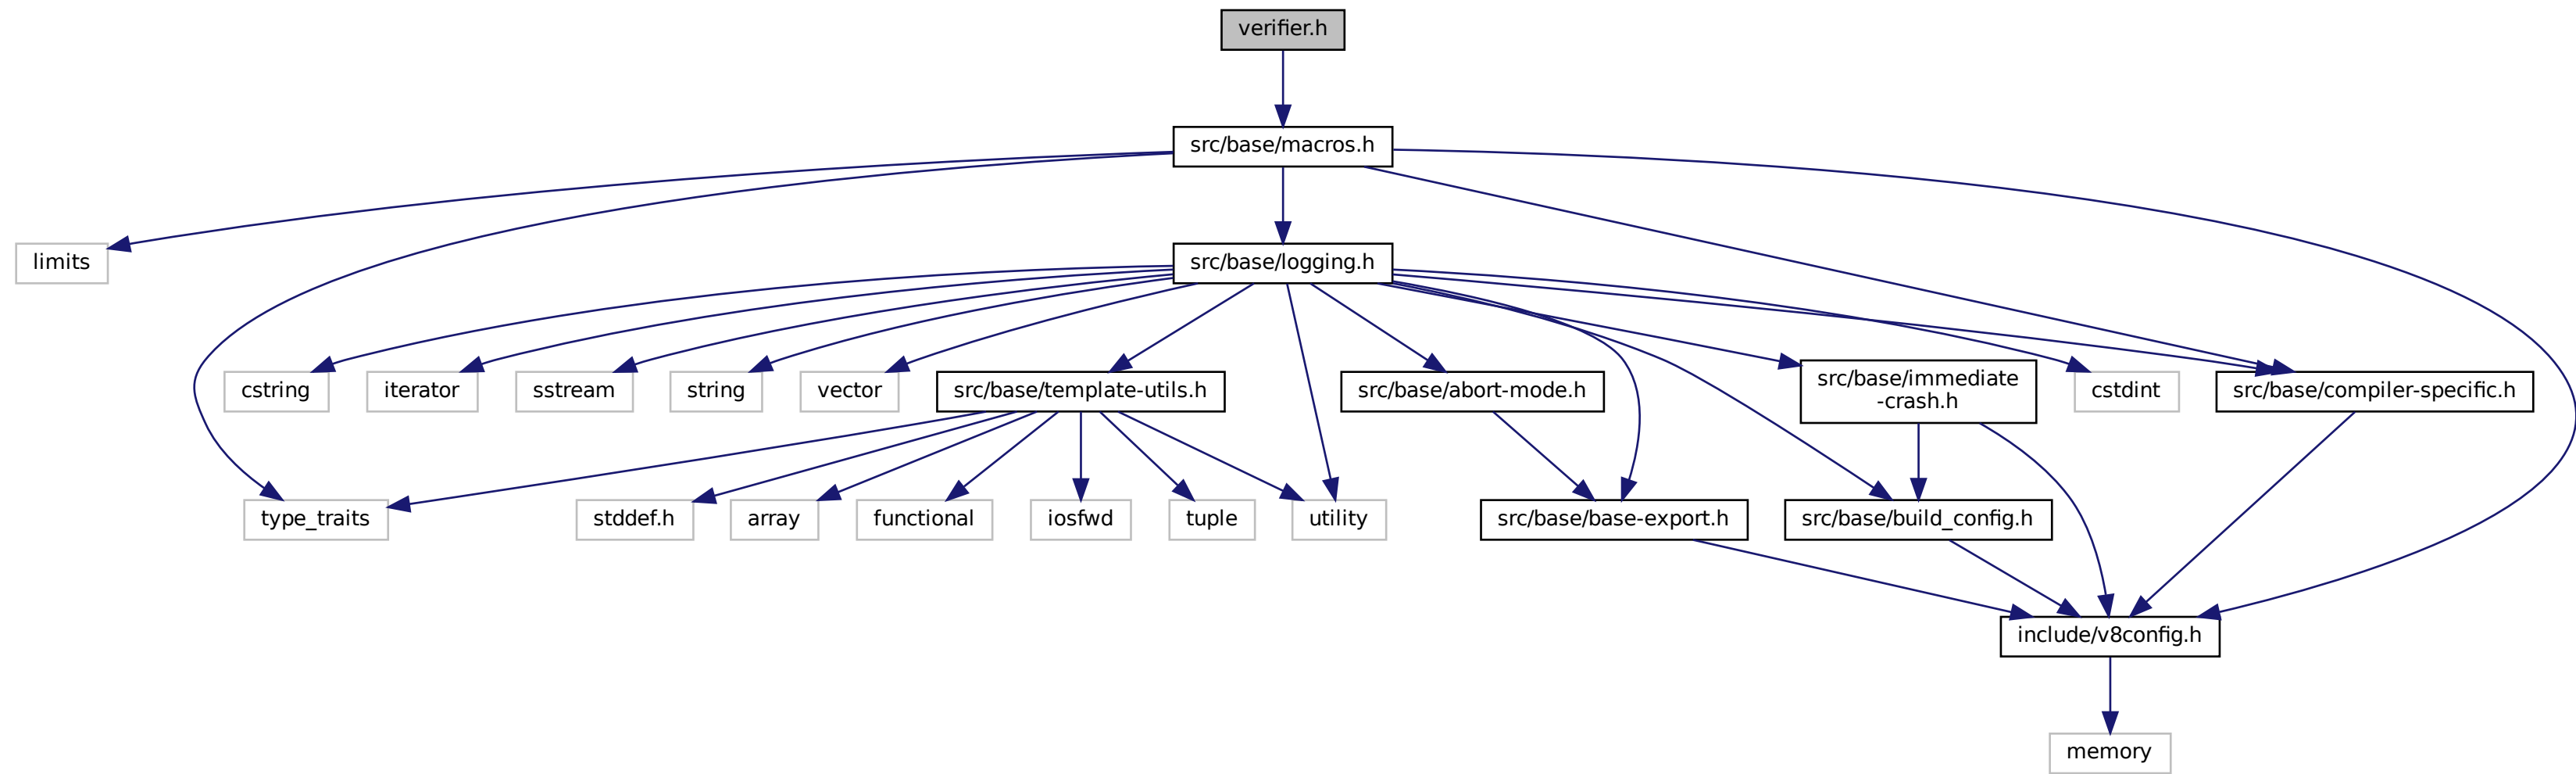 verifier.h
src/base/macros.h
limits
src/base/logging.h
cstring
iterator
sstream
string
vector
src/base/template-utils.h
src/base/abort-mode.h
src/base/immediate
-crash.h
cstdint
src/base/compiler-specific.h
type_traits
stddef.h
array
functional
iosfwd
tuple
utility
src/base/base-export.h
src/base/build_config.h
include/v8config.h
memory